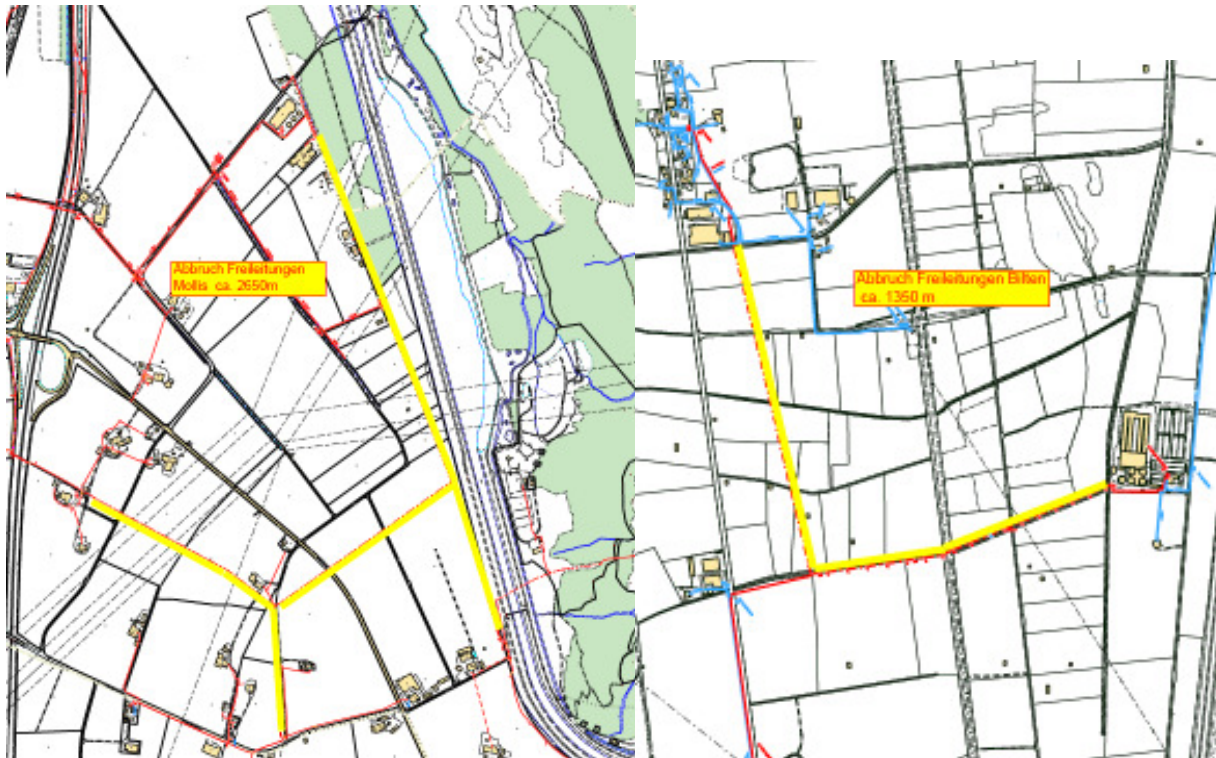 Abbruch Freileitungen
Mollis ca. 2650m
Abbruch Freileitungen Bilten
ca. 1350 m